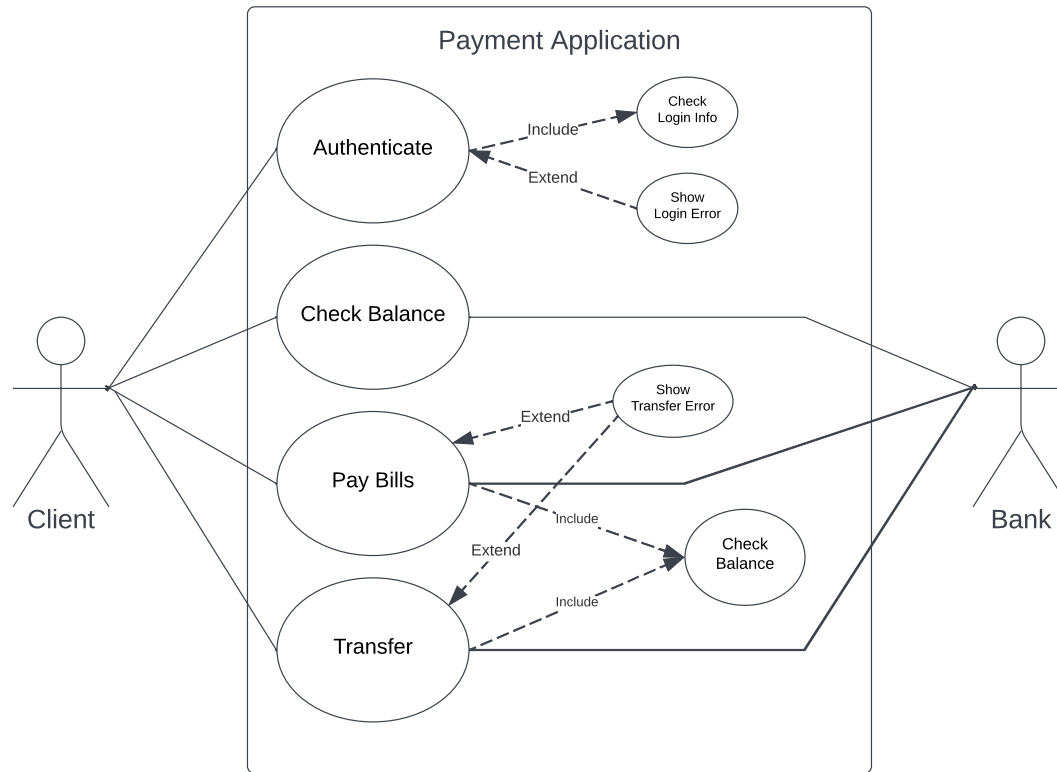 Payment Application
Authenticate
Include
Check
Login Info
Extend
Show
Login Error
Check Balance
Show
Transfer Error
Extend
Pay Bills
Include
Client
Bank
Extend
Check
Balance
Include
Transfer